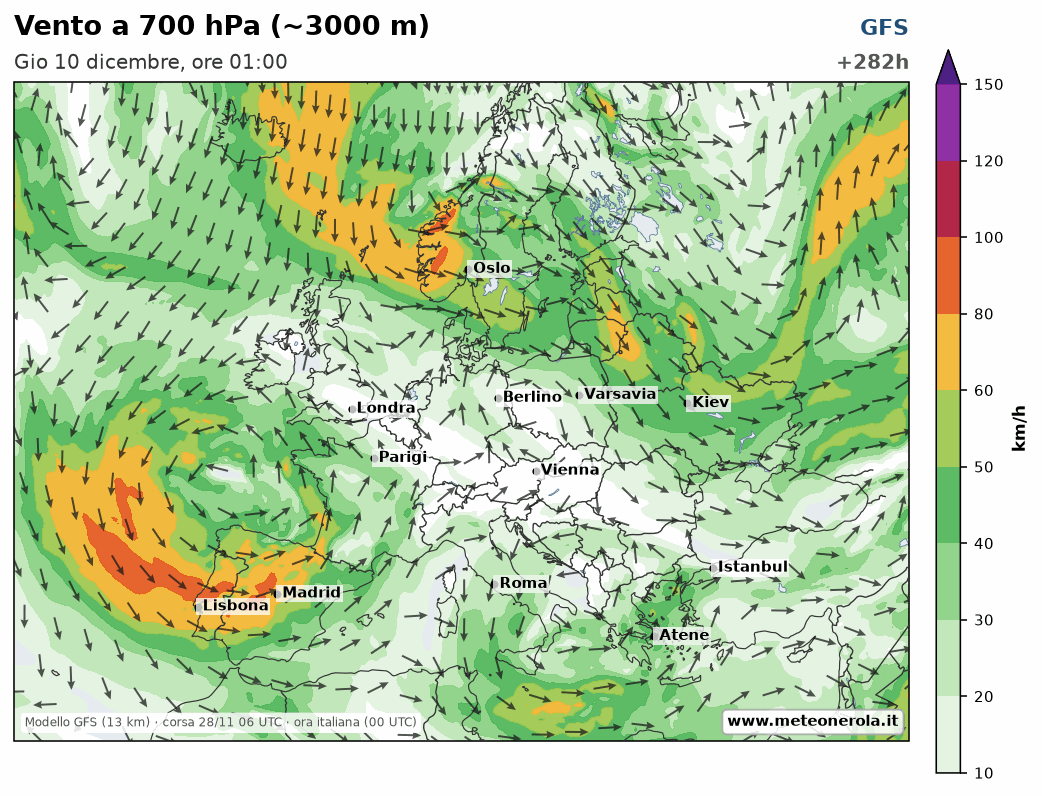 Vento a 700 hPa (~3000 m)
GFS
Gio 10 dicembre, ore 01:00
+282h
Oslo
Londra
Berlino
Varsavia
Kiev
Parigi
Vienna
Istanbul
Roma
Madrid
Lisbona
Atene
Modello GFS (13 km) · corsa 28/11 06 UTC · ora italiana (00 UTC)
www.meteonerola.it
150
120
100
80
60
50
40
30
20
10
km/h